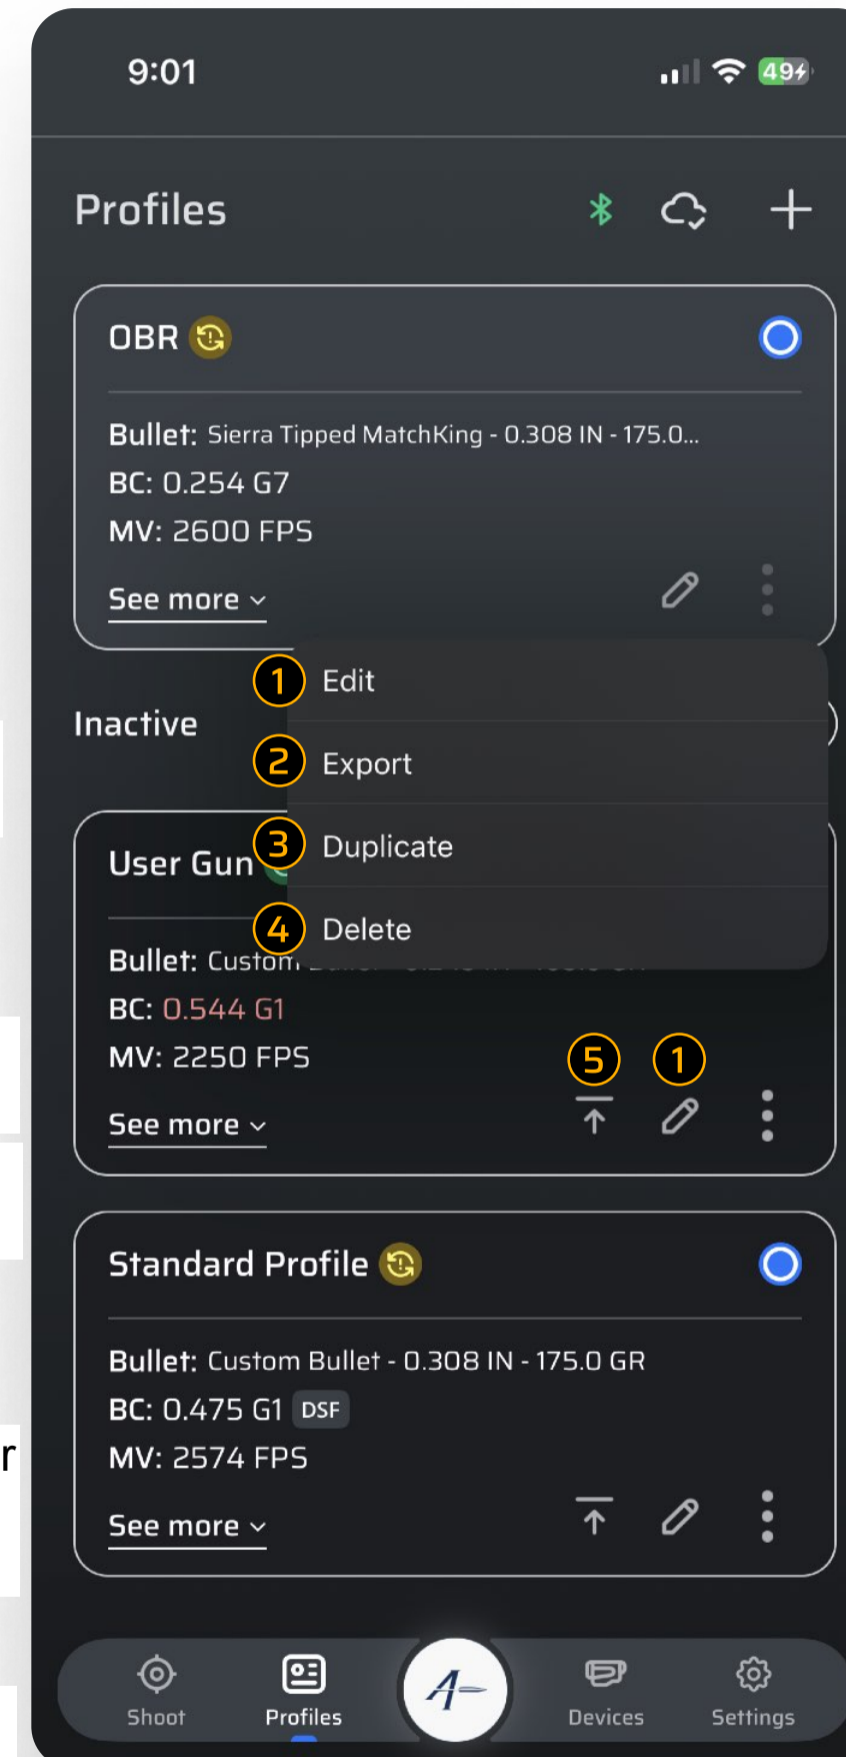 9:01
49
Profiles
OBR
Bullet: Sierra Tipped MatchKing - 0.308 IN - 175.0...
BC: 0.254 G7
MV: 2600 FPS
See more
1 Edit
Inactive
2 Export
3 Duplicate
User Gun
4 Delete
Bullet: Custom
BC: 0.544 G1
MV: 2250 FPS
5 1
See more
Standard Profile
Bullet: Custom Bullet - 0.308 IN - 175.0 GR
BC: 0.475 G1 DSF
r
MV: 2574 FPS
See more
A
Shoot Profiles Devices Settings